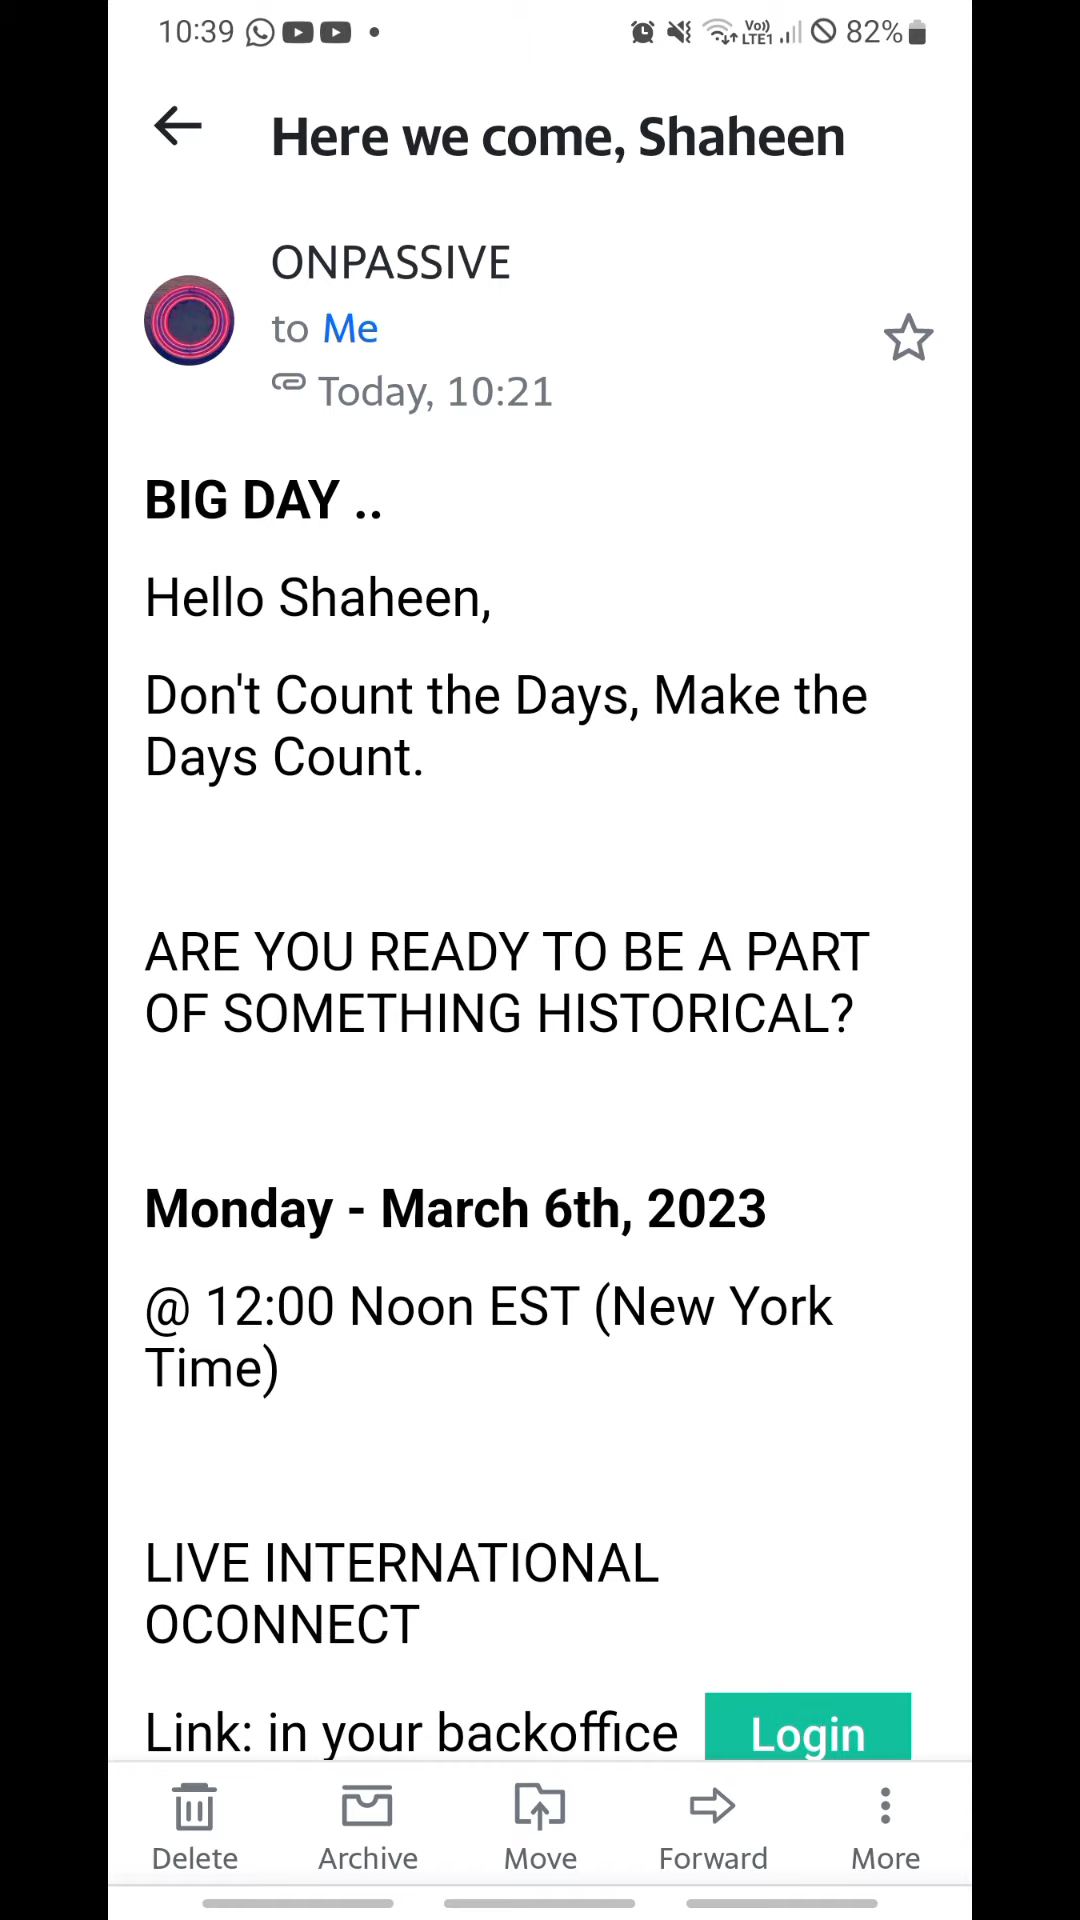 10:39
Vo))
LTE1
82%
Here we come, Shaheen
ONPASSIVE
to Me
Today, 10:21
BIG DAY ..
Hello Shaheen,
Don't Count the Days, Make the
Days Count.
ARE YOU READY TO BE A PART
OF SOMETHING HISTORICAL?
Monday - March 6th, 2023
@ 12:00 Noon EST (New York
Time)
LIVE INTERNATIONAL
OCONNECT
Link: in your backoffice Login
Delete Archive Move Forward More